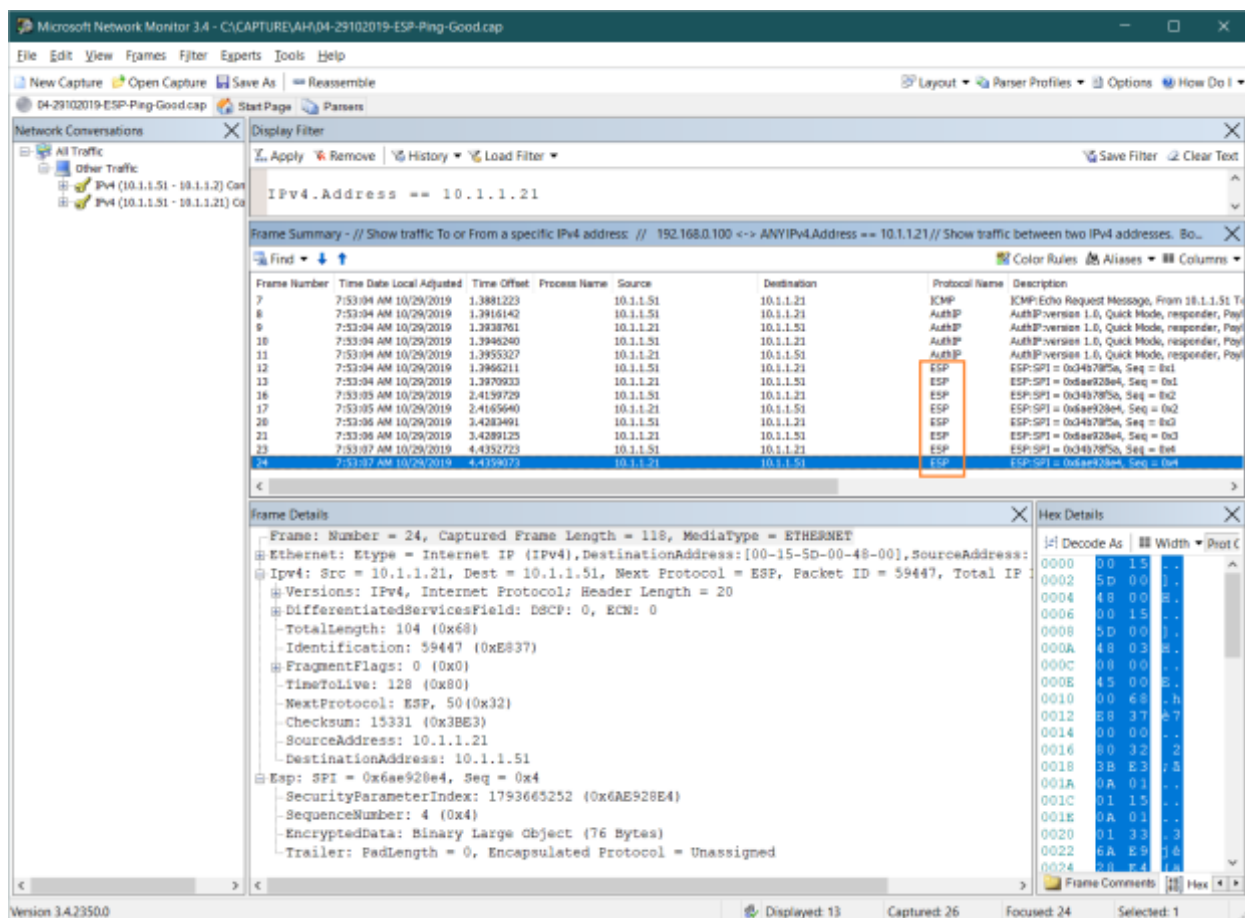 Microsoft Network Monitor 3.4 - C:\CAPTURE\AH\04-29102019-ESP-Ping-Good.cap
File Edit View Frames Filter Experts Tools Help
New Capture Open Capture Save As Reassemble Layout Parser Profiles Options How Do I
04-29102019-ESP-Ping-Good.cap Start Page Parsers
Network Conversations
All Traffic
Other Traffic
IPv4 (10.1.1.51 - 10.1.1.2) Con
IPv4 (10.1.1.51 - 10.1.1.21) Co
Display Filter
Apply Remove History Load Filter Save Filter Clear Text
IPv4.Address == 10.1.1.21
Frame Summary - // Show traffic To or From a specific IPv4 address: // 192.168.0.100 <-> ANYIPv4.Address == 10.1.1.21// Show traffic between two IPv4 addresses. Bo...
Find Color Rules Aliases Columns
Frame Number Time Date Local Adjusted Time Offset Process Name Source Destination Protocol Name Description
7 7:53:04 AM 10/29/2019 1.3881223 10.1.1.51 10.1.1.21 ICMP ICMP:Echo Request Message, From 10.1.1.51 T
8 7:53:04 AM 10/29/2019 1.3916142 10.1.1.51 10.1.1.21 AuthIP AuthIP:version 1.0, Quick Mode, responder, Payl
9 7:53:04 AM 10/29/2019 1.3938761 10.1.1.21 10.1.1.51 AuthIP AuthIP:version 1.0, Quick Mode, responder, Payl
10 7:53:04 AM 10/29/2019 1.3946240 10.1.1.51 10.1.1.21 AuthIP AuthIP:version 1.0, Quick Mode, responder, Payl
11 7:53:04 AM 10/29/2019 1.3955327 10.1.1.21 10.1.1.51 AuthIP AuthIP:version 1.0, Quick Mode, responder, Payl
12 7:53:04 AM 10/29/2019 1.3966211 10.1.1.51 10.1.1.21 ESP ESP:SPI = 0x34b78f5a, Seq = 0x1
13 7:53:04 AM 10/29/2019 1.3970933 10.1.1.21 10.1.1.51 ESP ESP:SPI = 0x6ae928e4, Seq = 0x1
16 7:53:05 AM 10/29/2019 2.4159729 10.1.1.51 10.1.1.21 ESP ESP:SPI = 0x34b78f5a, Seq = 0x2
17 7:53:05 AM 10/29/2019 2.4165640 10.1.1.21 10.1.1.51 ESP ESP:SPI = 0x6ae928e4, Seq = 0x2
20 7:53:06 AM 10/29/2019 3.4283491 10.1.1.51 10.1.1.21 ESP ESP:SPI = 0x34b78f5a, Seq = 0x3
21 7:53:06 AM 10/29/2019 3.4289125 10.1.1.21 10.1.1.51 ESP ESP:SPI = 0x6ae928e4, Seq = 0x3
23 7:53:07 AM 10/29/2019 4.4352723 10.1.1.51 10.1.1.21 ESP ESP:SPI = 0x34b78f5a, Seq = 0x4
24 7:53:07 AM 10/29/2019 4.4359073 10.1.1.21 10.1.1.51 ESP ESP:SPI = 0x6ae928e4, Seq = 0x4
Frame Details
Frame: Number = 24, Captured Frame Length = 118, MediaType = ETHERNET
Ethernet: Etype = Internet IP (IPv4),DestinationAddress:[00-15-5D-00-48-00],SourceAddress:
Ipv4: Src = 10.1.1.21, Dest = 10.1.1.51, Next Protocol = ESP, Packet ID = 59447, Total IP
Versions: IPv4, Internet Protocol; Header Length = 20
DifferentiatedServicesField: DSCP: 0, ECN: 0
TotalLength: 104 (0x68)
Identification: 59447 (0xE837)
FragmentFlags: 0 (0x0)
TimeToLive: 128 (0x80)
NextProtocol: ESP, 50(0x32)
Checksum: 15331 (0x3BE3)
SourceAddress: 10.1.1.21
DestinationAddress: 10.1.1.51
Esp: SPI = 0x6ae928e4, Seq = 0x4
SecurityParameterIndex: 1793665252 (0x6AE928E4)
SequenceNumber: 4 (0x4)
EncryptedData: Binary Large Object (76 Bytes)
Trailer: PadLength = 0, Encapsulated Protocol = Unassigned
Hex Details
Decode As Width Prot
0000 00 15 ..
0002 5D 00 ].
0004 48 00 H.
0006 00 15 ..
0008 5D 00 ].
000A 48 03 H.
000C 08 00 ..
000E 45 00 E.
0010 00 68 .h
0012 E8 37 è7
0014 00 00 ..
0016 80 32 2
0018 3B E3 ;ã
001A 0A 01 ..
001C 01 15 ..
001E 0A 01 ..
0020 01 33 .3
0022 6A E9 jé
0024 28 E4 (ä
Frame Comments Hex
Version 3.4.2350.0 Displayed: 13 Captured: 26 Focused: 24 Selected: 1